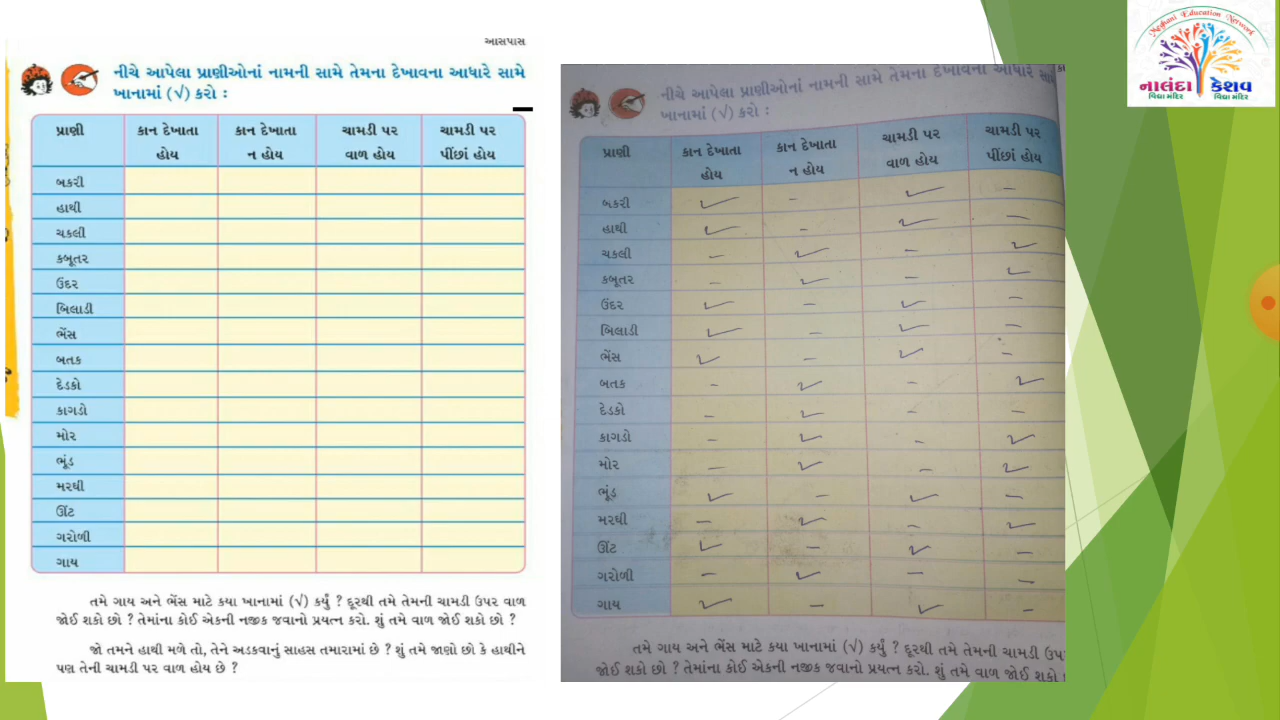 આસપાસ
નીચે આપેલા પ્રાણીઓનાં નામની સામે તેમના દેખાવના આધારે સામે
ખાનામાં (√) કરો :
પ્રાણી કાન દેખાતા હોય કાન દેખાતા ન હોય ચામડી પર વાળ હોય ચામડી પર પીંછાં હોય
બકરી
હાથી
ચકલી
કબૂતર
ઉંદર
બિલાડી
ભેંસ
બતક
દેડકો
કાગડો
મોર
ભૂંડ
મરઘી
ઊંટ
ગરોળી
ગાય
તમે ગાય અને ભેંસ માટે કયા ખાનામાં (√) કર્યું ? દૂરથી તમે તેમની ચામડી ઉપર વાળ
જોઈ શકો છો ? તેમાંના કોઈ એકની નજીક જવાનો પ્રયત્ન કરો. શું તમે વાળ જોઈ શકો છો ?
જો તમને હાથી મળે તો, તેને અડકવાનું સાહસ તમારામાં છે ? શું તમે જાણો છો કે હાથીને
પણ તેની ચામડી પર વાળ હોય છે ?
નીચે આપેલા પ્રાણીઓનાં નામની સામે તેમના દેખાવના આધારે
ખાનામાં (√) કરો :
પ્રાણી કાન દેખાતા હોય કાન દેખાતા ન હોય ચામડી પર વાળ હોય ચામડી પર પીંછાં હોય
બકરી ✓ – ✓ –
હાથી ✓ – ✓ –
ચકલી – ✓ – ✓
કબૂતર – ✓ – ✓
ઉંદર ✓ – ✓ –
બિલાડી ✓ – ✓ –
ભેંસ ✓ – ✓ –
બતક – ✓ – ✓
દેડકો – ✓ – –
કાગડો – ✓ – ✓
મોર – ✓ – ✓
ભૂંડ ✓ – ✓ –
મરઘી – ✓ – ✓
ઊંટ ✓ – ✓ –
ગરોળી – ✓ – –
ગાય ✓ – ✓ –
તમે ગાય અને ભેંસ માટે કયા ખાનામાં (√) કર્યું ? દૂરથી તમે તેમની ચામડી
જોઈ શકો છો ? તેમાંના કોઈ એકની નજીક જવાનો પ્રયત્ન કરો. શું તમે વાળ જોઈ શકો
Meghani Education Network
નાલંદા કેશવ
વિદ્યા મંદિર વિદ્યા મંદિર